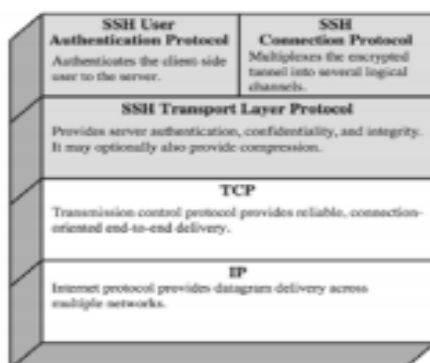 SSH User
Authentication Protocol
Authenticates the client-side
user to the server.
SSH
Connection Protocol
Multiplexes the encrypted
tunnel into several logical
channels.
SSH Transport Layer Protocol
Provides server authentication, confidentiality, and integrity.
It may optionally also provide compression.
TCP
Transmission control protocol provides reliable, connection-
oriented end-to-end delivery.
IP
Internet protocol provides datagram delivery across
multiple networks.